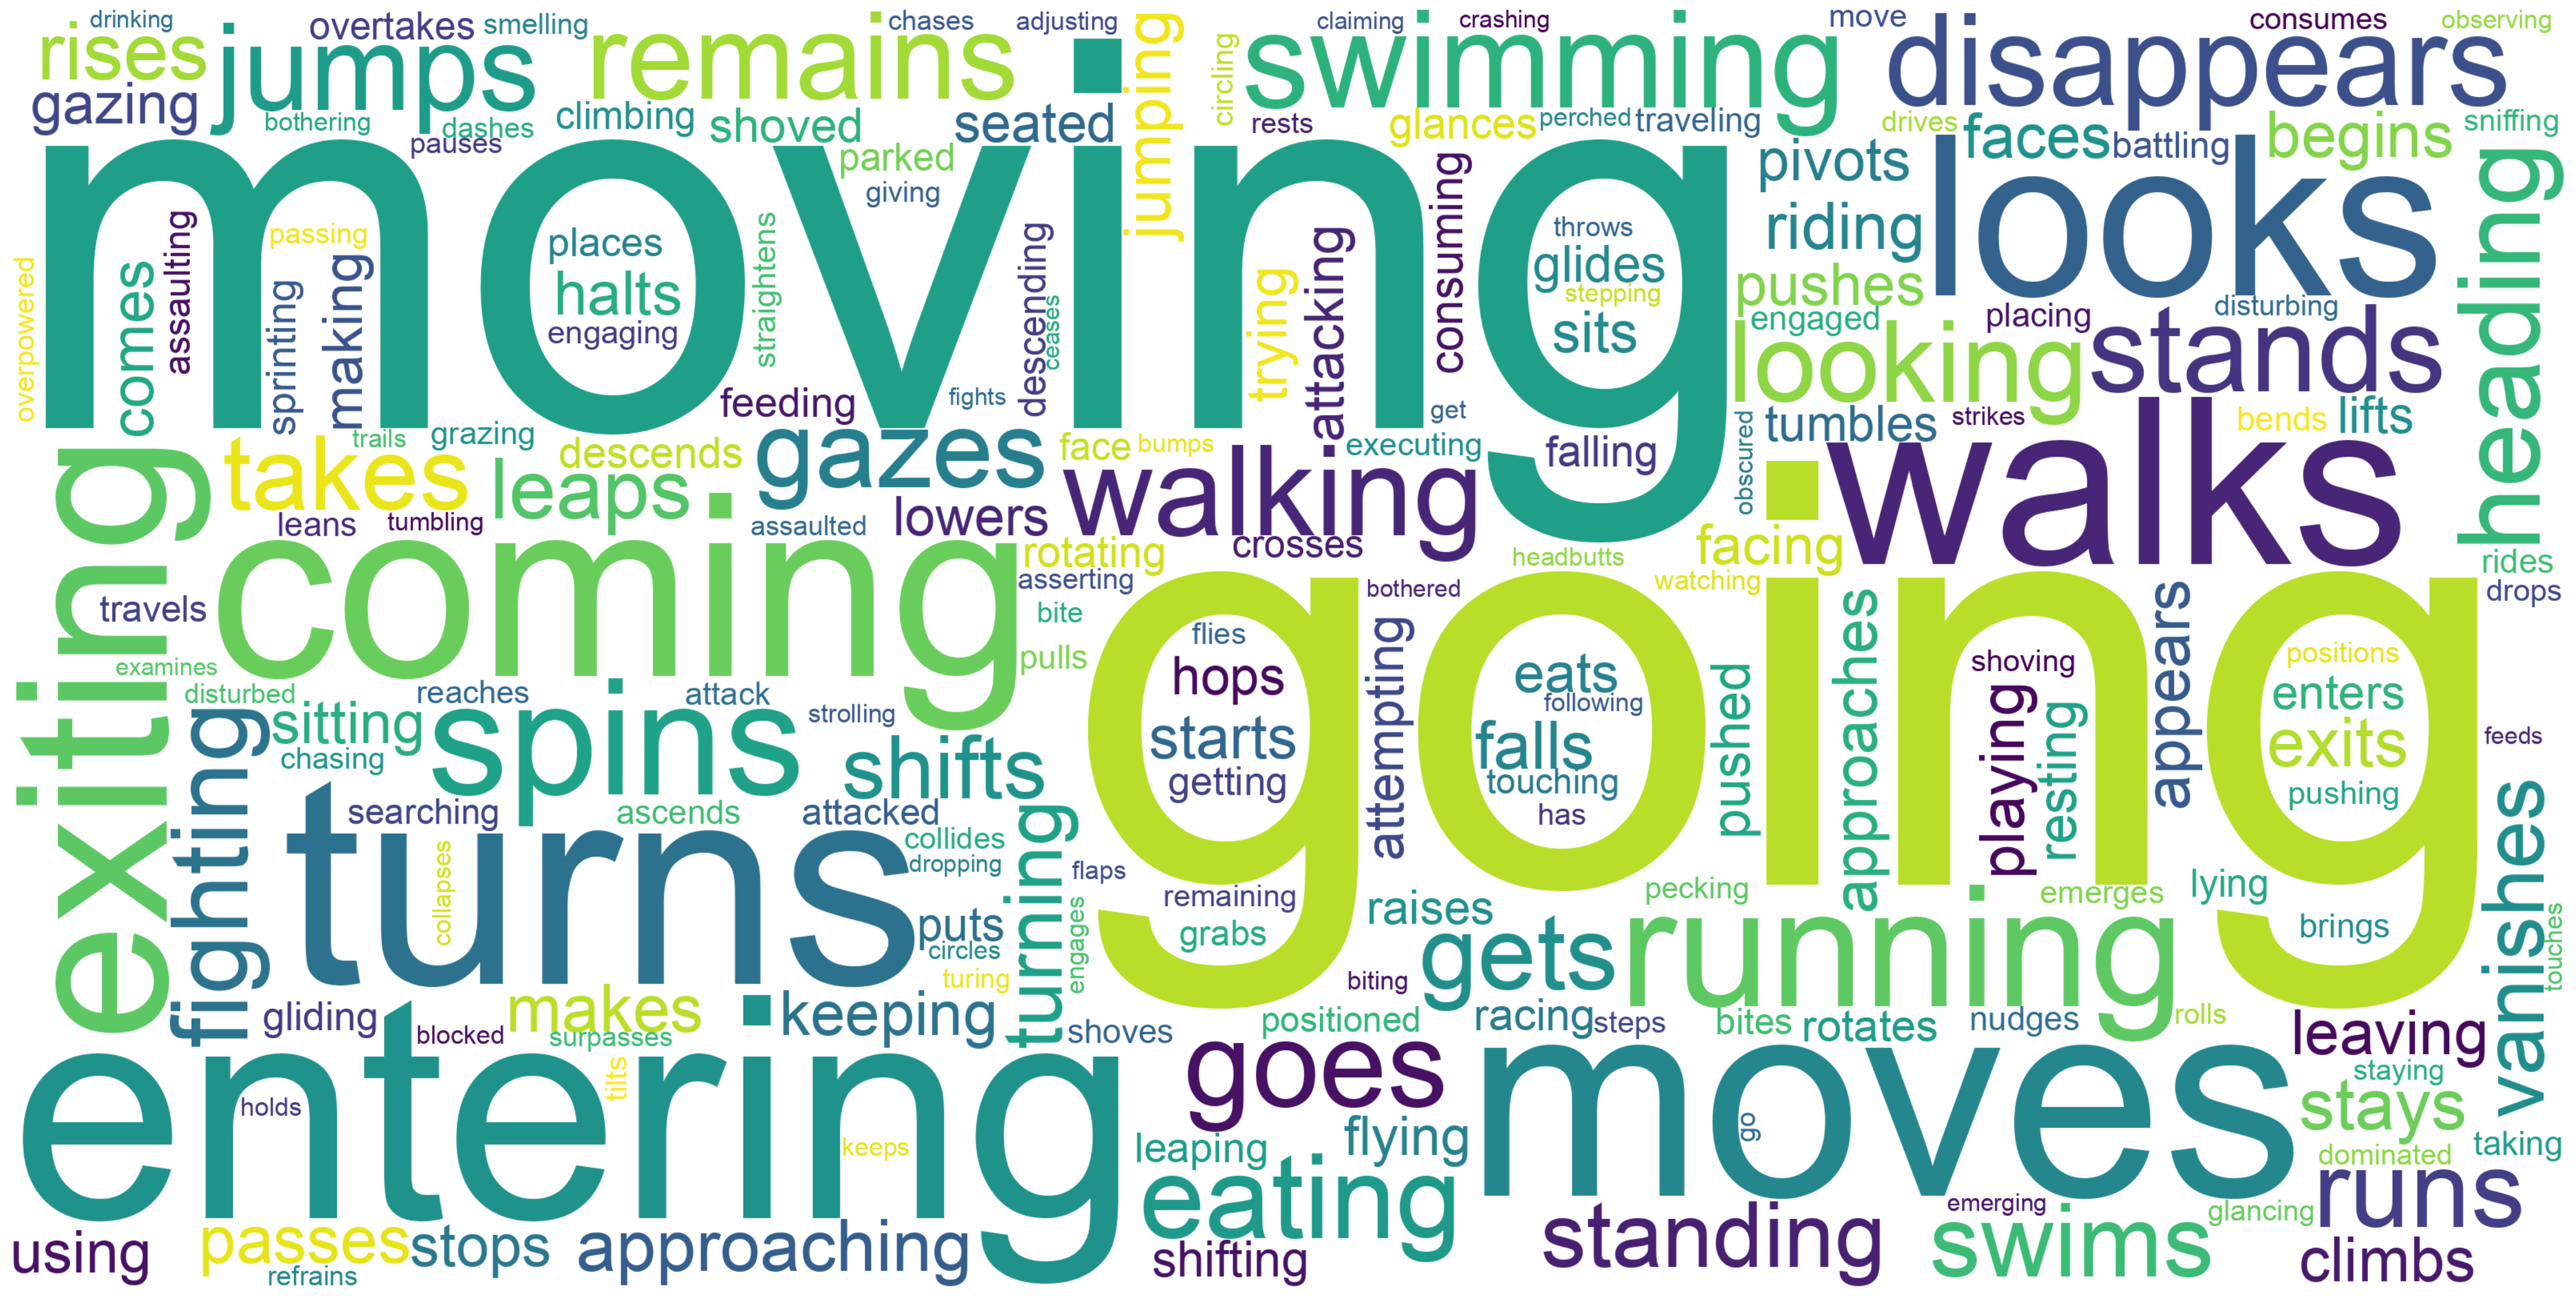 drinking
rises
overtakes
smelling
jumps
gazing
bothering
dashes
pauses
remains
climbing
shoved
chases
adjusting
seated
jumping
claiming
crashing
circling
swimming
rests
glances
perched
traveling
move
disappears
consumes
observing
drives
faces
battling
begins
sniffing
moving
parked
giving
pivots
looks
riding
heading
overpowered
comes
assaulting
passing
sprinting
making
places
halts
engaging
straightens
descending
ceases
trying
attacking
consuming
throws
glides
stepping
sits
pushes
engaged
looking
placing
disturbing
stands
feeding
fights
get
tumbles
strikes
bends
lifts
exiting
takes
trails
grazing
leaps
descends
gazes
face
bumps
walking
executing
falling
obscured
walks
leans
tumbling
assaulted
lowers
rotating
crosses
facing
headbutts
watching
rides
drops
travels
coming
asserting
bite
bothered
going
examines
pulls
flies
hops
starts
getting
attempting
eats
following
falls
touching
has
pushed
approaches
shoving
playing
resting
appears
positions
enters
exits
pushing
feeds
disturbed
reaches
attack
strolling
sitting
chasing
spins
shifts
fighting
searching
ascends
attacked
turns
collapses
collides
dropping
turning
flaps
engages
vanishes
touches
remaining
grabs
raises
pecking
emerges
lying
brings
puts
circles
turing
gets
running
biting
gliding
blocked
makes
surpasses
keeping
shoves
positioned
racing
steps
bites
rotates
nudges
rolls
leaving
entering
holds
tilts
keeps
goes
moves
go
staying
stays
leaping
flying
dominated
taking
eating
using
passes
stops
refrains
approaching
shifting
standing
emerging
swims
glancing
runs
climbs